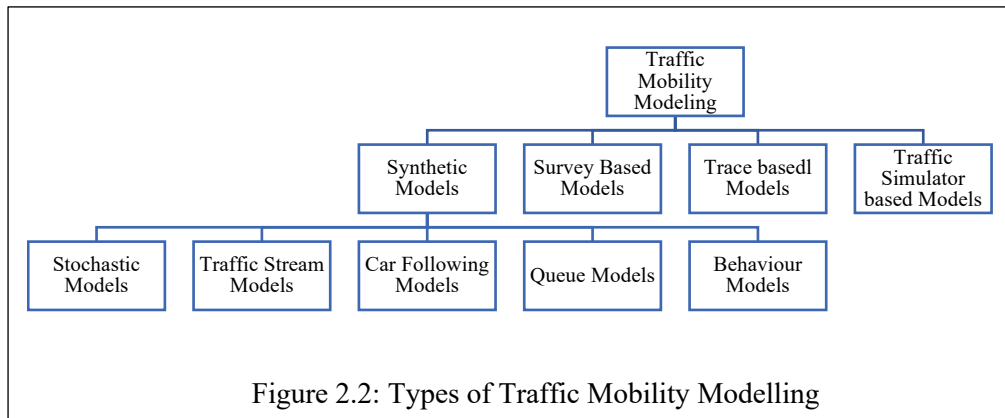 Traffic
Mobility
Modeling
Synthetic
Models
Survey Based
Models
Trace basedl
Models
Traffic
Simulator
based Models
Stochastic
Models
Traffic Stream
Models
Car Following
Models
Queue Models
Behaviour
Models
Figure 2.2: Types of Traffic Mobility Modelling